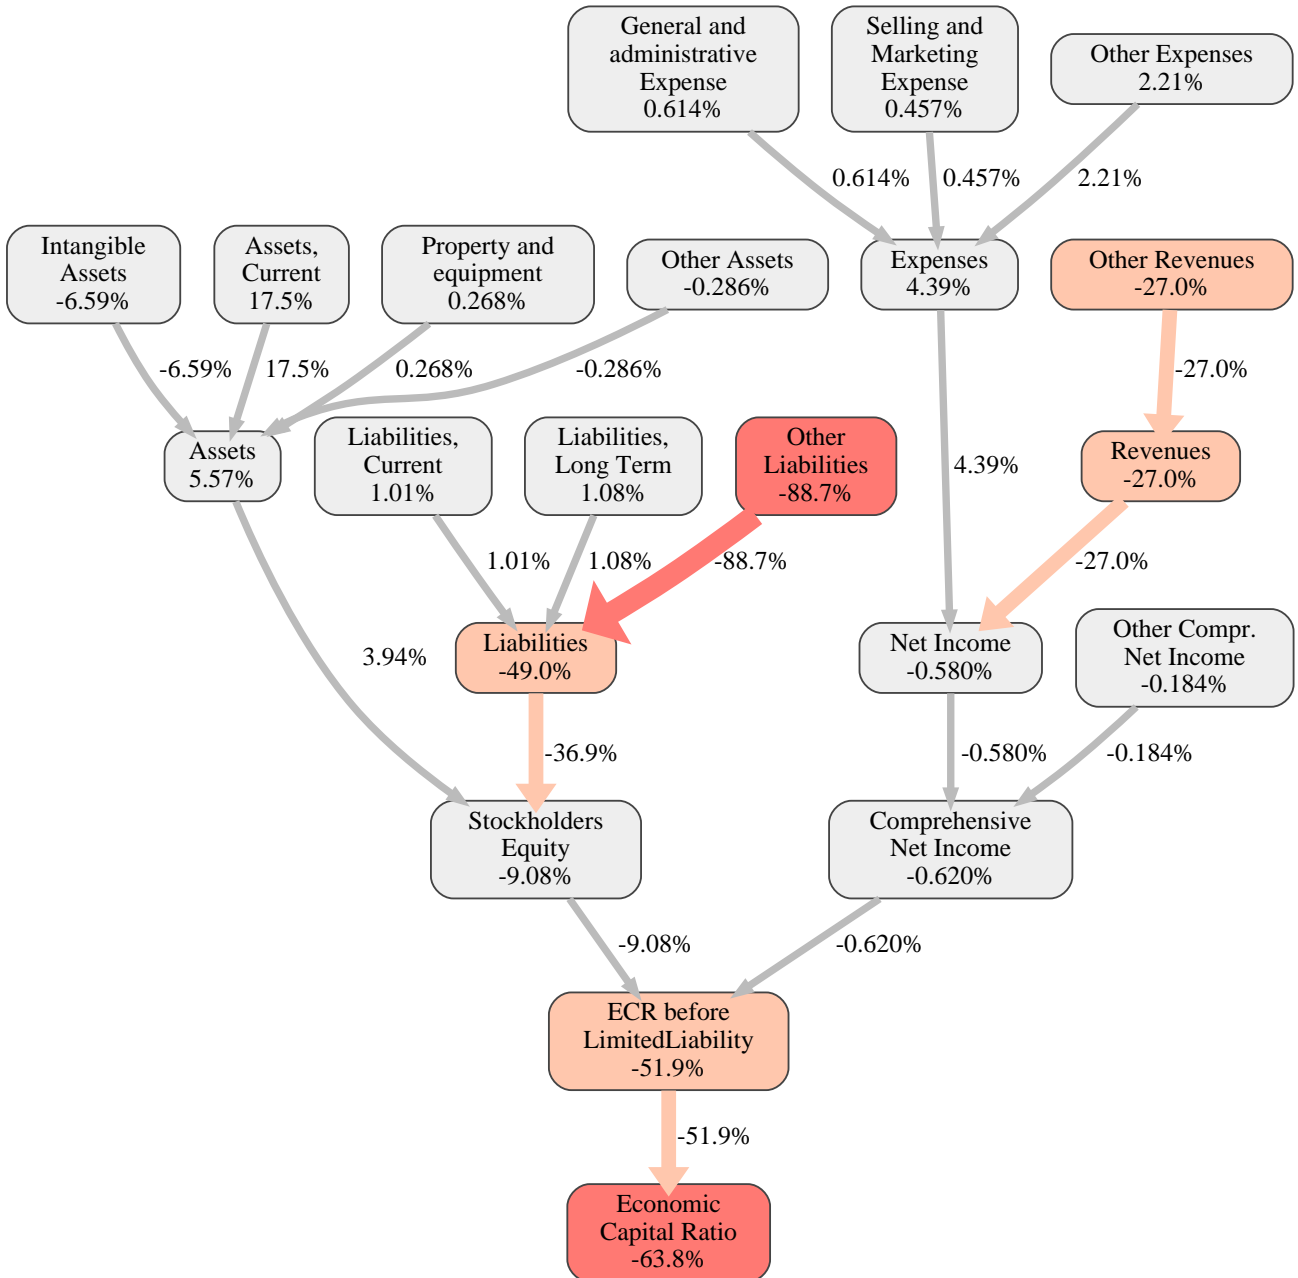 General and
administrative
Expense
0.614%
Selling and
Marketing
Expense
0.457%
Other Expenses
2.21%
0.614%
0.457%
2.21%
Intangible
Assets
-6.59%
Assets,
Current
17.5%
Property and
equipment
0.268%
Other Assets
-0.286%
Expenses
4.39%
Other Revenues
-27.0%
-6.59%
17.5%
0.268%
-0.286%
-27.0%
Assets
5.57%
Liabilities,
Current
1.01%
Liabilities,
Long Term
1.08%
Other
Liabilities
-88.7%
4.39%
Revenues
-27.0%
1.01%
1.08%
-88.7%
-27.0%
3.94%
Liabilities
-49.0%
Net Income
-0.580%
Other Compr.
Net Income
-0.184%
-36.9%
-0.580%
-0.184%
Stockholders
Equity
-9.08%
Comprehensive
Net Income
-0.620%
-9.08%
-0.620%
ECR before
LimitedLiability
-51.9%
-51.9%
Economic
Capital Ratio
-63.8%